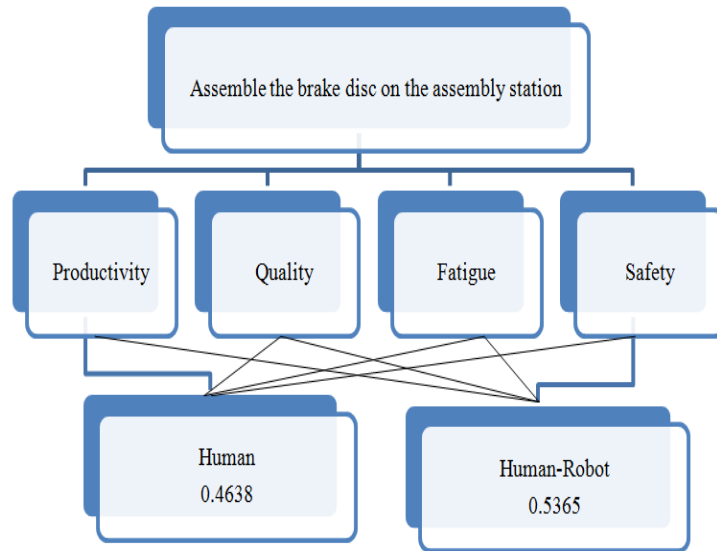 Assemble the brake disc on the assembly station
Productivity
Quality
Fatigue
Safety
Human
0.4638
Human-Robot
0.5365